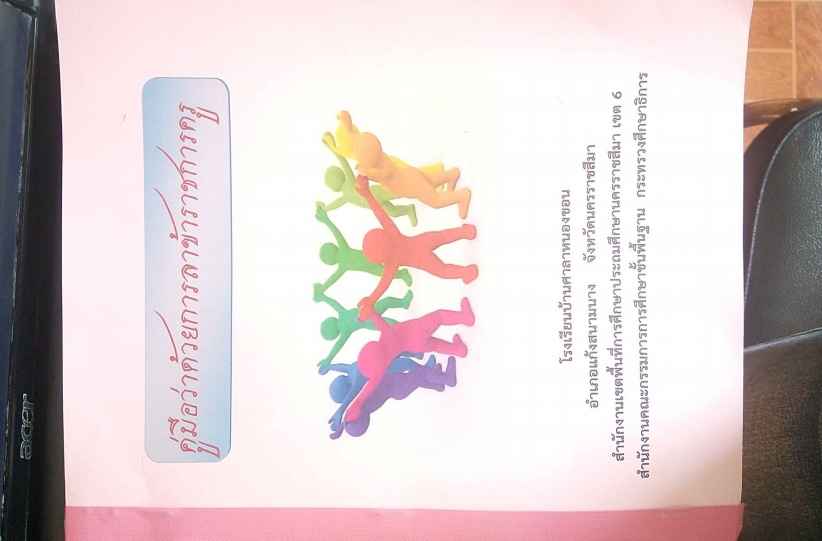 คู่มือว่าด้วยการลาข้าราชการครู
โรงเรียนบ้านศาลาหนองขอน
อำเภอแก้งสนามนาง จังหวัดนครราชสีมา
สำนักงานเขตพื้นที่การศึกษาประถมศึกษานครราชสีมา เขต 6
สำนักงานคณะกรรมการการศึกษาขั้นพื้นฐาน กระทรวงศึกษาธิการ
acer